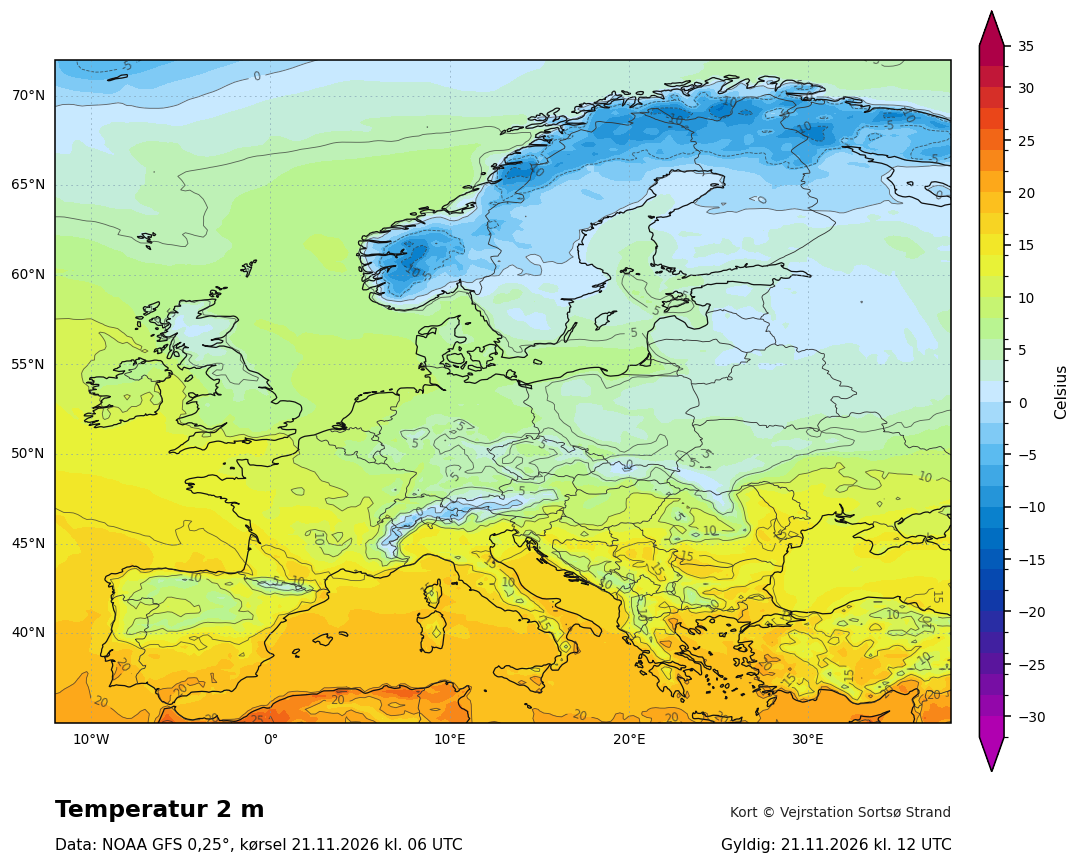 70°N
65°N
60°N
55°N
50°N
45°N
40°N
10°W
0°
10°E
20°E
30°E
35
30
25
20
15
10
5
0
−5
−10
−15
−20
−25
−30
Celsius
Temperatur 2 m
Kort © Vejrstation Sortsø Strand
Data: NOAA GFS 0,25°, kørsel 21.11.2026 kl. 06 UTC
Gyldig: 21.11.2026 kl. 12 UTC